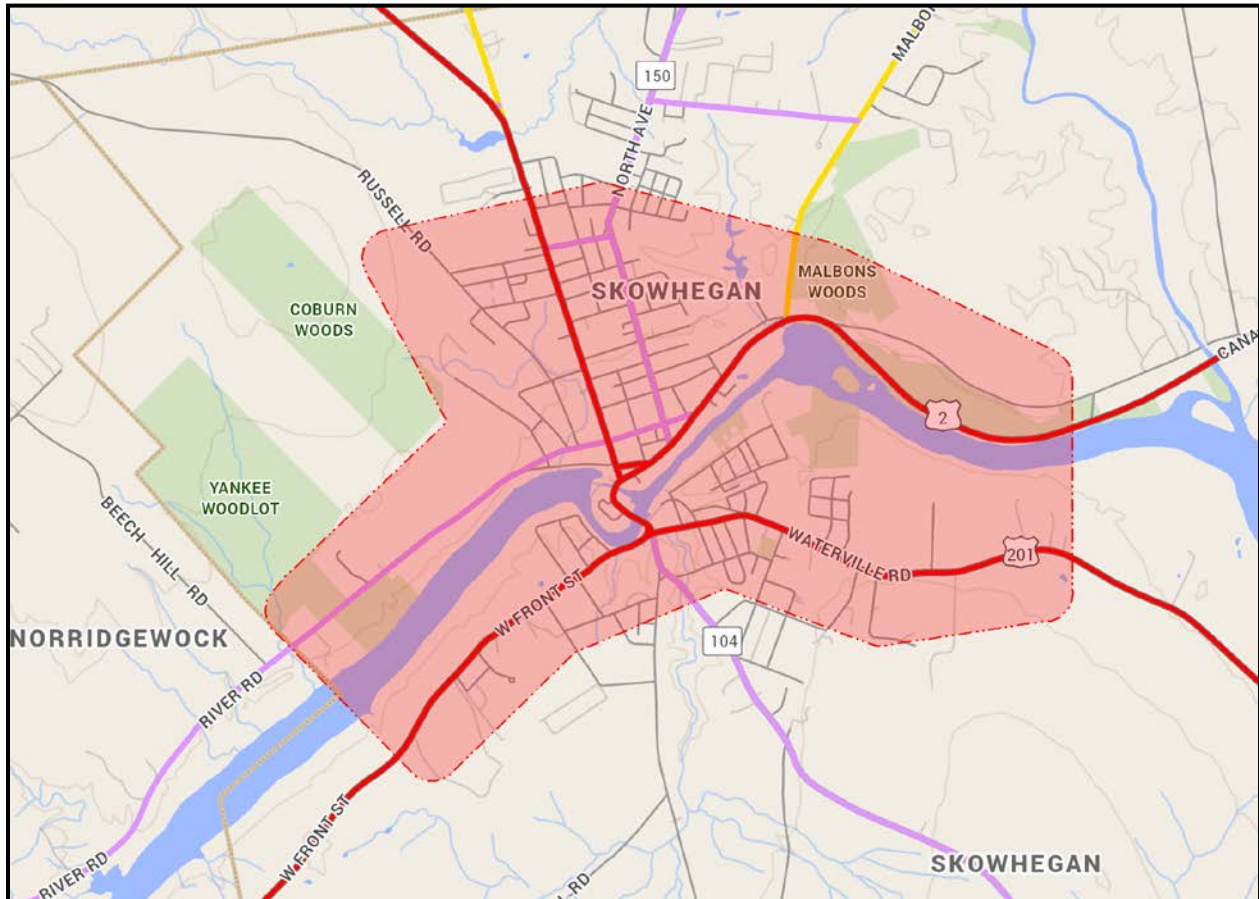 MALBO
150
NORTH AVE
RUSSELL RD
SKOWHEGAN
MALBONS
WOODS
COBURN
WOODS
CANA
2
YANKEE
WOODLOT
BEECH HILL RD
WATERVILLE RD
201
W FRONT ST
NORRIDGEWOCK
104
RIVER RD
W FRONT ST
SKOWHEGAN
RIVER RD
RD